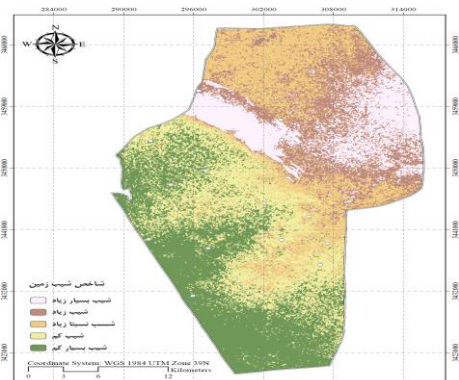 284000 290000 296000 302000 308000 314000
N
W E
S
شاخص شیب زمین
شیب بسیار زیاد
شیب زیاد
شیب نسبتا زیاد
شیب کم
شیب بسیار کم
Coordinate System: WGS 1984 UTM Zone 39N
0 3 6 12
Kilometers